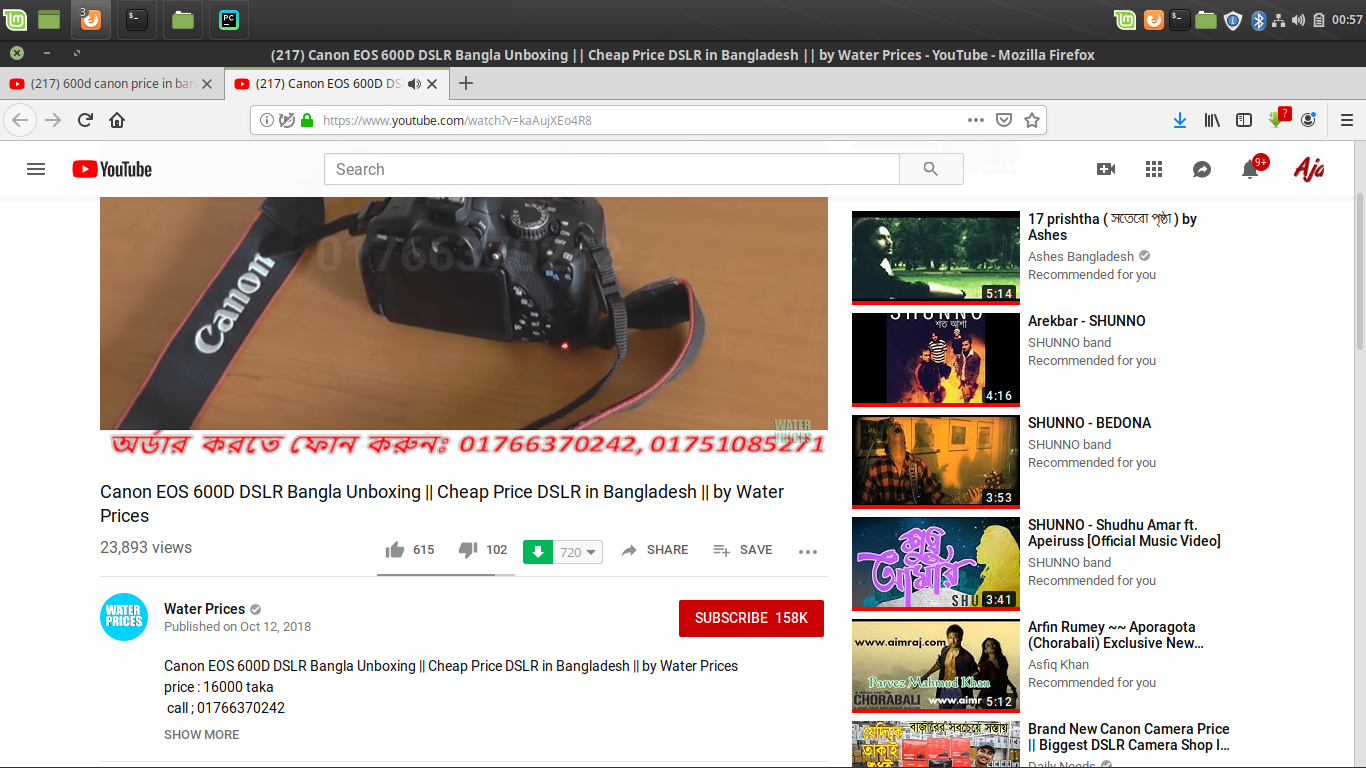 3
00:57
(217) Canon EOS 600D DSLR Bangla Unboxing || Cheap Price DSLR in Bangladesh || by Water Prices - YouTube - Mozilla Firefox
(217) 600d canon price in ban
(217) Canon EOS 600D DS
https://www.youtube.com/watch?v=kaAujXEo4R8
?
YouTube
Search
9+
Aja
Canon
01766370242
ON
OFF
WATER
PRICES
অর্ডার করতে ফোন করুনঃ 01766370242, 01751085271
Canon EOS 600D DSLR Bangla Unboxing || Cheap Price DSLR in Bangladesh || by Water
Prices
23,893 views
615
102
720
SHARE
SAVE
WATER
PRICES
Water Prices
Published on Oct 12, 2018
SUBSCRIBE 158K
Canon EOS 600D DSLR Bangla Unboxing || Cheap Price DSLR in Bangladesh || by Water Prices
price : 16000 taka
call ; 01766370242
SHOW MORE
5:14
17 prishtha ( সতেরো পৃষ্ঠা ) by
Ashes
Ashes Bangladesh
Recommended for you
SHUNNO
শত আশা
4:16
Arekbar - SHUNNO
SHUNNO band
Recommended for you
3:53
SHUNNO - BEDONA
SHUNNO band
Recommended for you
শুধু
আমার
SHU
3:41
SHUNNO - Shudhu Amar ft.
Apeiruss [Official Music Video]
SHUNNO band
Recommended for you
www.aimraj.com
Parvez Mahmud Khan
CHORABALI
www.aimr
5:12
Arfin Rumey ~~ Aporagota
(Chorabali) Exclusive New...
Asfiq Khan
Recommended for you
যেদিকে
তাকাই
বাজারের সবচেয়ে সস্তায়
Brand New Canon Camera Price
|| Biggest DSLR Camera Shop I...
Daily Needs